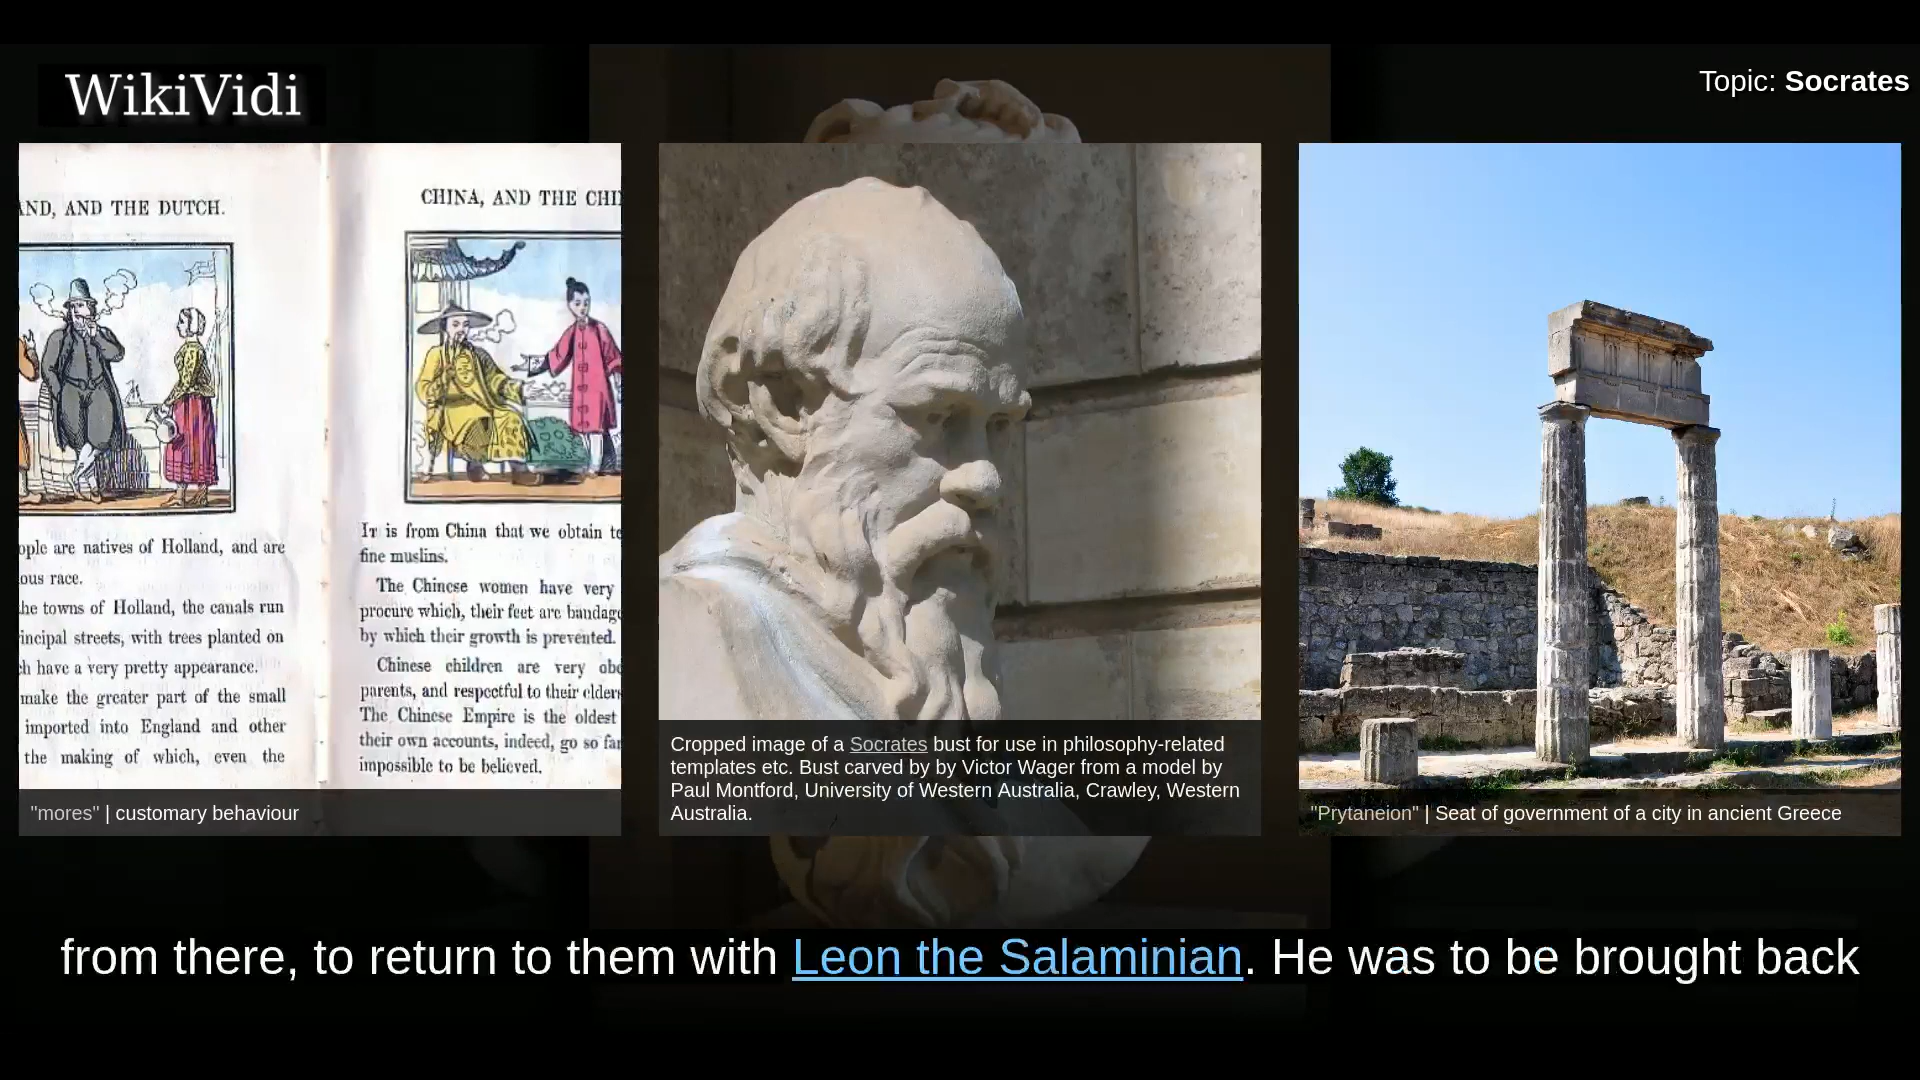 WikiVidi
Topic: Socrates
AND, AND THE DUTCH.
ople are natives of Holland, and are
ous race.
he towns of Holland, the canals run
incipal streets, with trees planted on
ch have a very pretty appearance.
make the greater part of the small
imported into England and other
the making of which, even the
CHINA, AND THE CHI
It is from China that we obtain te
fine muslins.
The Chinese women have very
procure which, their feet are bandage
by which their growth is prevented.
Chinese children are very obe
parents, and respectful to their elders
The Chinese Empire is the oldest
their own accounts, indeed, go so far
impossible to be believed.
"mores" | customary behaviour
Cropped image of a Socrates bust for use in philosophy-related
templates etc. Bust carved by by Victor Wager from a model by
Paul Montford, University of Western Australia, Crawley, Western
Australia.
"Prytaneion" | Seat of government of a city in ancient Greece
from there, to return to them with Leon the Salaminian. He was to be brought back